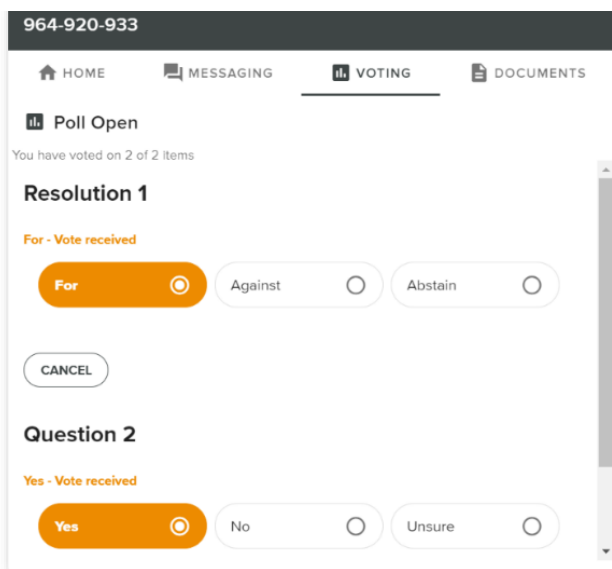 964-920-933
HOME MESSAGING VOTING DOCUMENTS
Poll Open
You have voted on 2 of 2 items
Resolution 1
For - Vote received
For Against Abstain
CANCEL
Question 2
Yes - Vote received
Yes No Unsure